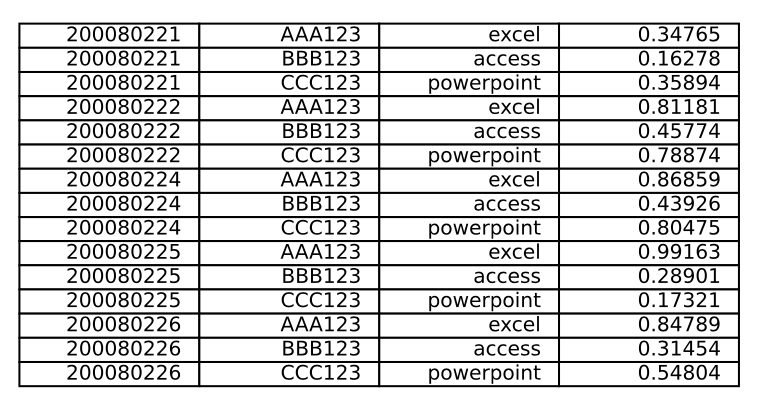 200080221 AAA123 excel 0.34765
200080221 BBB123 access 0.16278
200080221 CCC123 powerpoint 0.35894
200080222 AAA123 excel 0.81181
200080222 BBB123 access 0.45774
200080222 CCC123 powerpoint 0.78874
200080224 AAA123 excel 0.86859
200080224 BBB123 access 0.43926
200080224 CCC123 powerpoint 0.80475
200080225 AAA123 excel 0.99163
200080225 BBB123 access 0.28901
200080225 CCC123 powerpoint 0.17321
200080226 AAA123 excel 0.84789
200080226 BBB123 access 0.31454
200080226 CCC123 powerpoint 0.54804